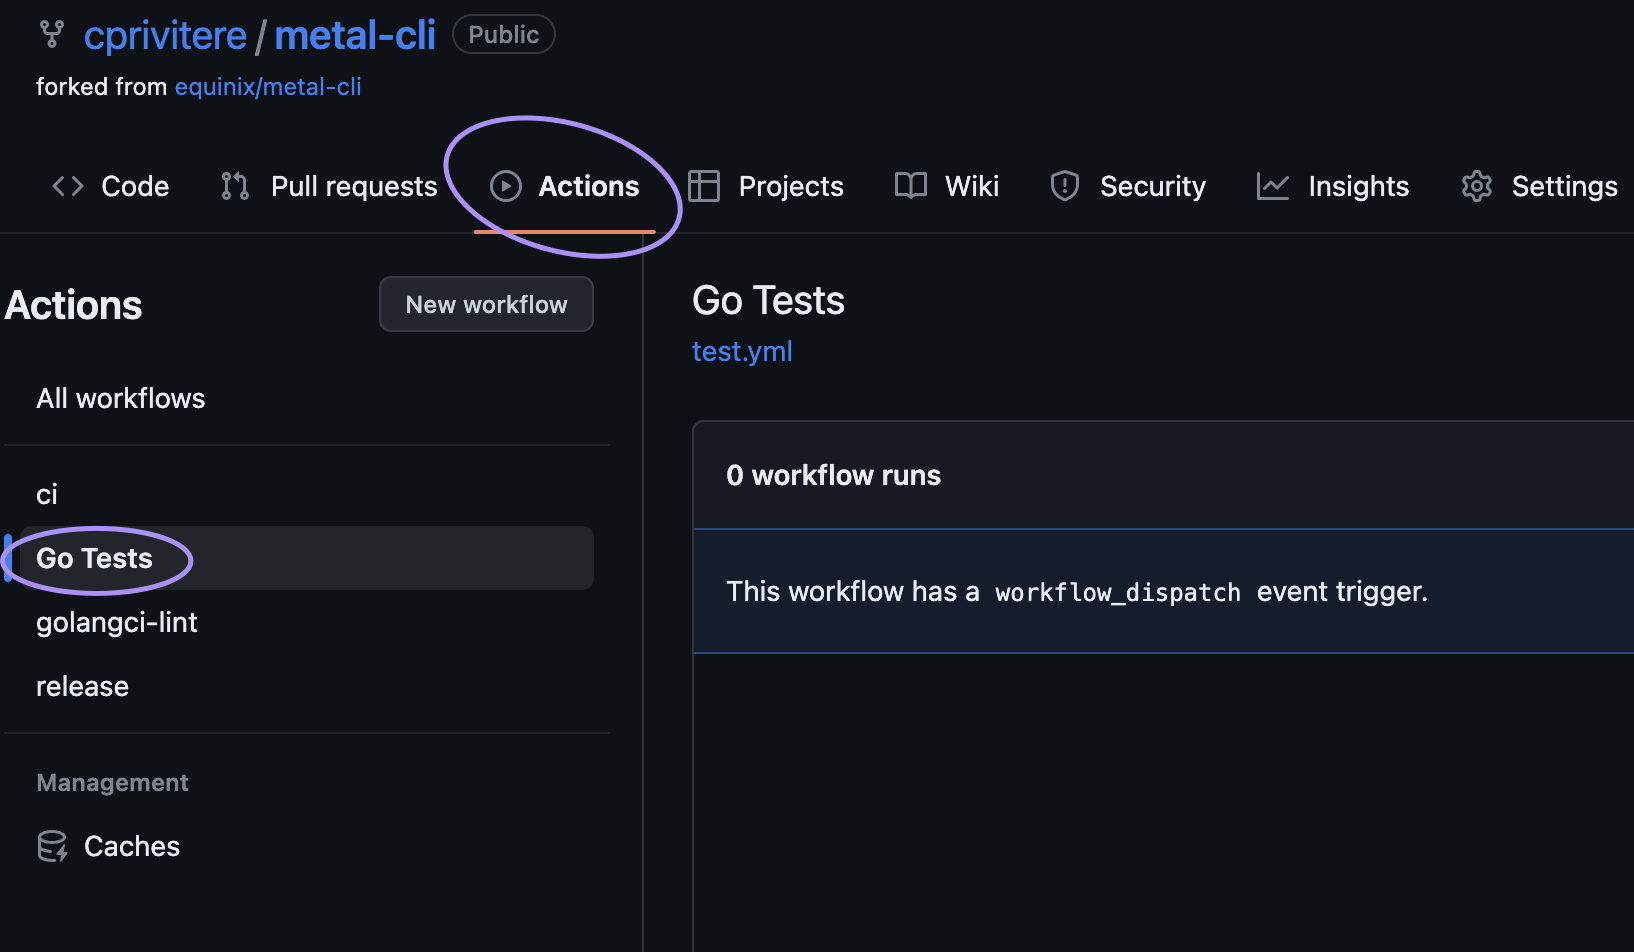 cprivitere / metal-cli Public
forked from equinix/metal-cli
Code Pull requests Actions Projects Wiki Security Insights Settings
Actions
New workflow
All workflows
ci
Go Tests
golangci-lint
release
Management
Caches
Go Tests
test.yml
0 workflow runs
This workflow has a workflow_dispatch event trigger.